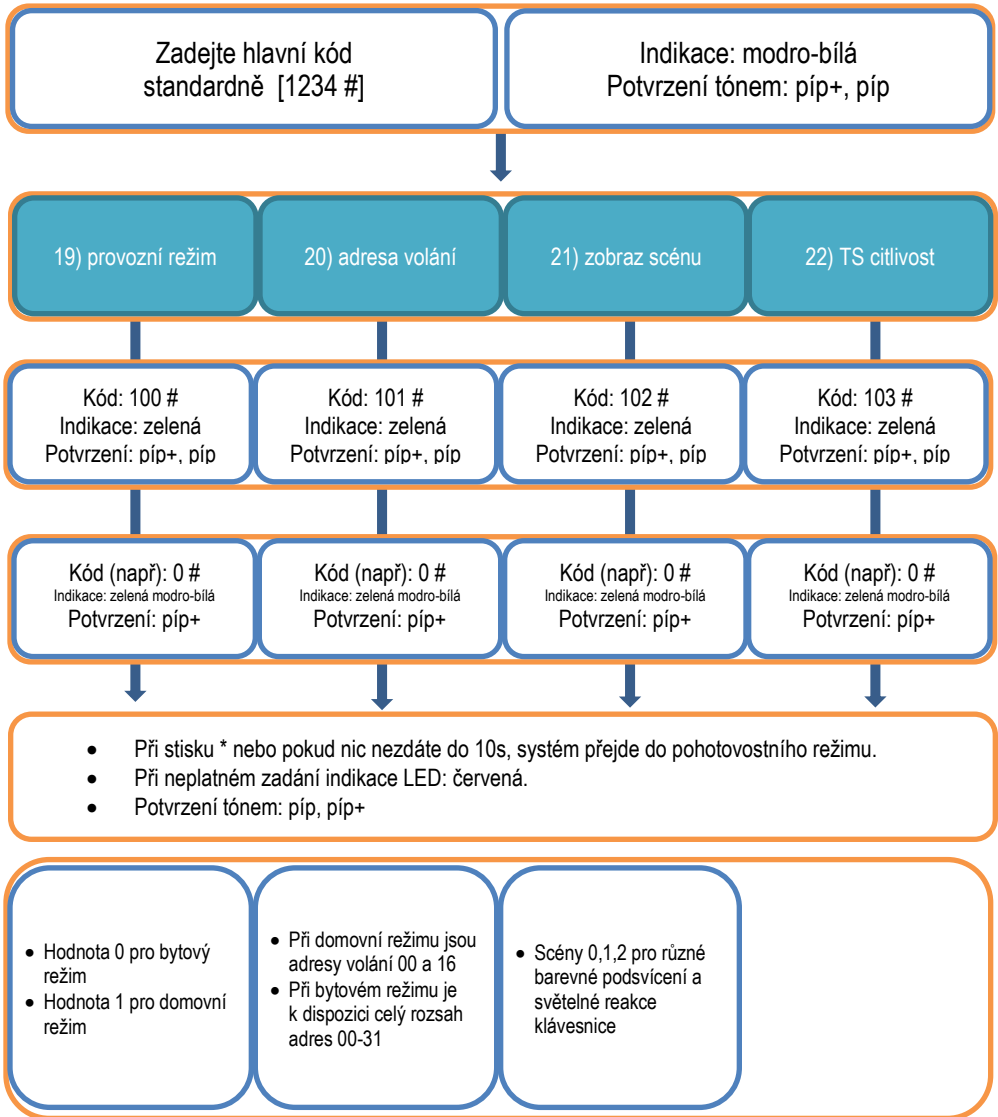 Zadejte hlavní kód
standardně [1234 #]
Indikace: modro-bílá
Potvrzení tónem: píp+, píp
19) provozní režim
20) adresa volání
21) zobraz scénu
22) TS citlivost
Kód: 100 #
Indikace: zelená
Potvrzení: píp+, píp
Kód: 101 #
Indikace: zelená
Potvrzení: píp+, píp
Kód: 102 #
Indikace: zelená
Potvrzení: píp+, píp
Kód: 103 #
Indikace: zelená
Potvrzení: píp+, píp
Kód (např): 0 #
Indikace: zelená modro-bílá
Potvrzení: píp+
Kód (např): 0 #
Indikace: zelená modro-bílá
Potvrzení: píp+
Kód (např): 0 #
Indikace: zelená modro-bílá
Potvrzení: píp+
Kód (např): 0 #
Indikace: zelená modro-bílá
Potvrzení: píp+
• Při stisku * nebo pokud nic nezdáte do 10s, systém přejde do pohotovostního režimu.
• Při neplatném zadání indikace LED: červená.
• Potvrzení tónem: píp, píp+
• Hodnota 0 pro bytový
režim
• Hodnota 1 pro domovní
režim
• Při domovní režimu jsou
adresy volání 00 a 16
• Při bytovém režimu je
k dispozici celý rozsah
adres 00-31
• Scény 0,1,2 pro různé
barevné podsvícení a
světelné reakce
klávesnice